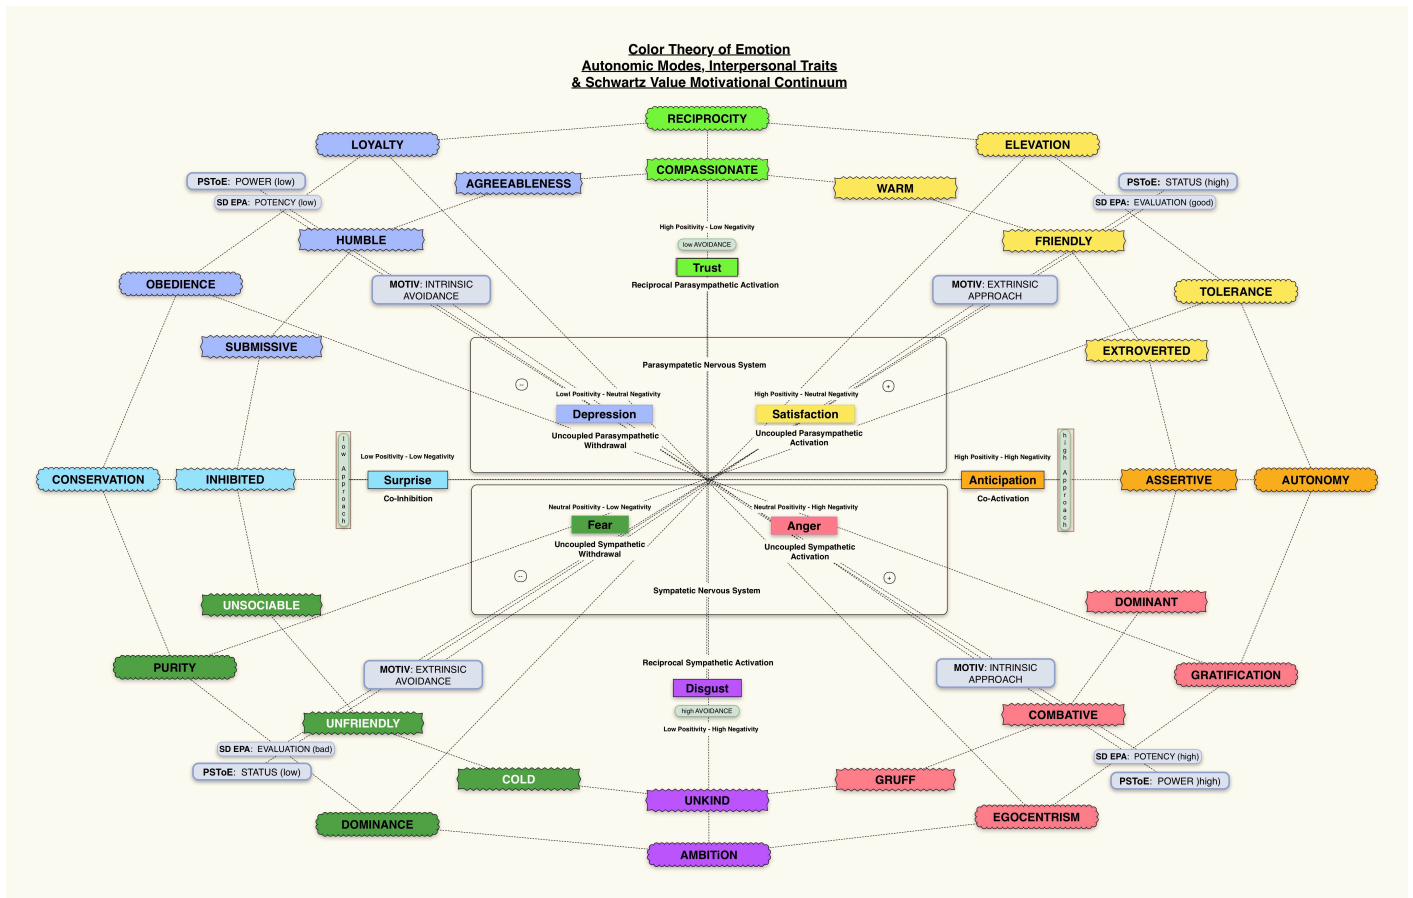 Color Theory of Emotion
Autonomic Modes, Interpersonal Traits
& Schwartz Value Motivational Continuum
RECIPROCITY
LOYALTY
ELEVATION
COMPASSIONATE
AGREEABLENESS
WARM
PSToE: POWER (low)
SD EPA: POTENCY (low)
PSToE: STATUS (high)
SD EPA: EVALUATION (good)
HUMBLE
High Positivity - Low Negativity
low AVOIDANCE
FRIENDLY
Trust
Reciprocal Parasympathetic Activation
OBEDIENCE
MOTIV: INTRINSIC
AVOIDANCE
MOTIV: EXTRINSIC
APPROACH
TOLERANCE
SUBMISSIVE
EXTROVERTED
Parasympatic Nervous System
--
+
Lowl Positivity - Neutral Negativity
Depression
Uncoupled Parasympathetic
Withdrawal
High Positivity - Neutral Negativity
Satisfaction
Uncoupled Parasympathetic
Activation
CONSERVATION
INHIBITED
low Approach
Low Positivity - Low Negativity
Surprise
Co-Inhibition
High Positivity - High Negativity
Anticipation
Co-Activation
high Approach
ASSERTIVE
AUTONOMY
Neutral Positivity - Low Negativity
Fear
Uncoupled Sympathetic
Withdrawal
Neutral Positivity - High Negativity
Anger
Uncoupled Sympathetic
Activation
--
+
Sympatetic Nervous System
UNSOCIABLE
DOMINANT
PURITY
MOTIV: EXTRINSIC
AVOIDANCE
Reciprocal Sympathetic Activation
Disgust
high AVOIDANCE
Low Positivity - High Negativity
MOTIV: INTRINSIC
APPROACH
GRATIFICATION
UNFRIENDLY
COMBATIVE
SD EPA: EVALUATION (bad)
PSToE: STATUS (low)
SD EPA: POTENCY (high)
PSToE: POWER )high)
COLD
GRUFF
UNKIND
DOMINANCE
EGOCENTRISM
AMBITiON